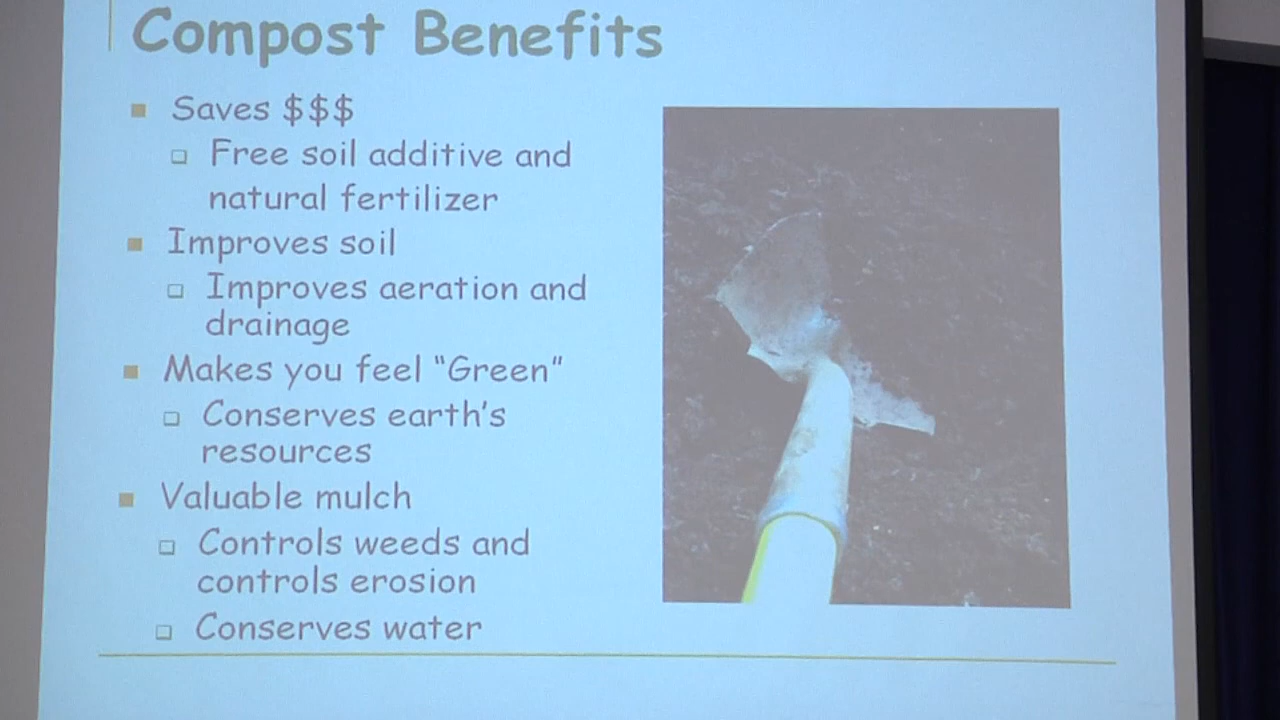 Compost Benefits
Saves $$$
Free soil additive and
natural fertilizer
Improves soil
Improves aeration and
drainage
Makes you feel "Green"
Conserves earth's
resources
Valuable mulch
Controls weeds and
controls erosion
Conserves water